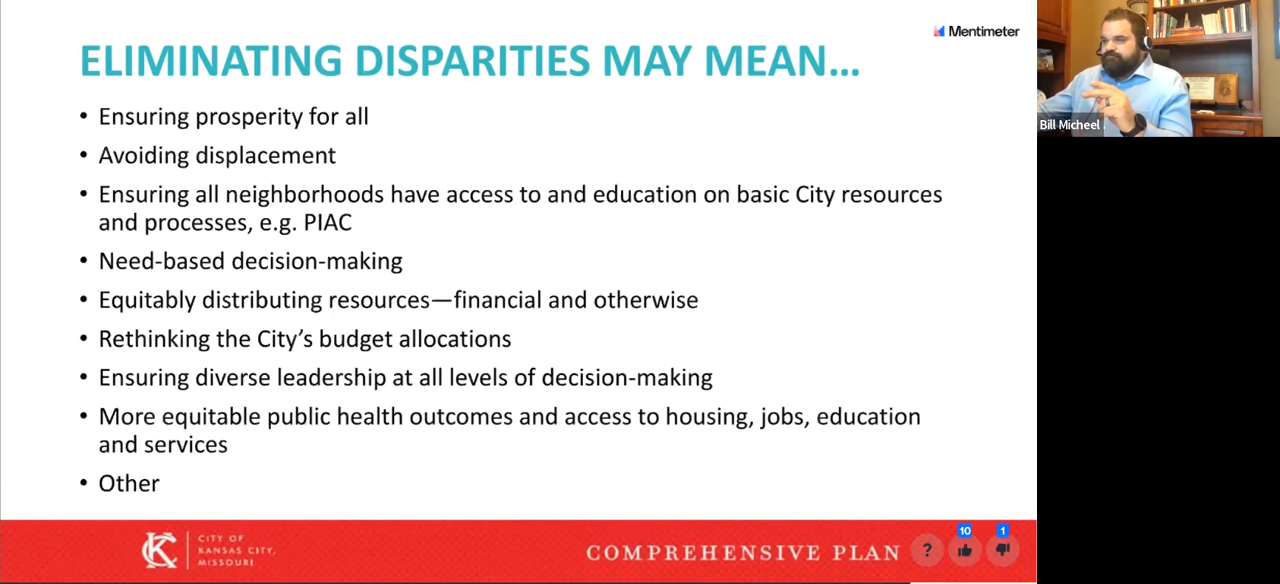 Mentimeter
ELIMINATING DISPARITIES MAY MEAN...
• Ensuring prosperity for all
• Avoiding displacement
• Ensuring all neighborhoods have access to and education on basic City resources
and processes, e.g. PIAC
• Need-based decision-making
• Equitably distributing resources—financial and otherwise
• Rethinking the City's budget allocations
• Ensuring diverse leadership at all levels of decision-making
• More equitable public health outcomes and access to housing, jobs, education
and services
• Other
Bill Micheel
KC
CITY OF
KANSAS CITY,
MISSOURI
COMPREHENSIVE PLAN
?
10
1